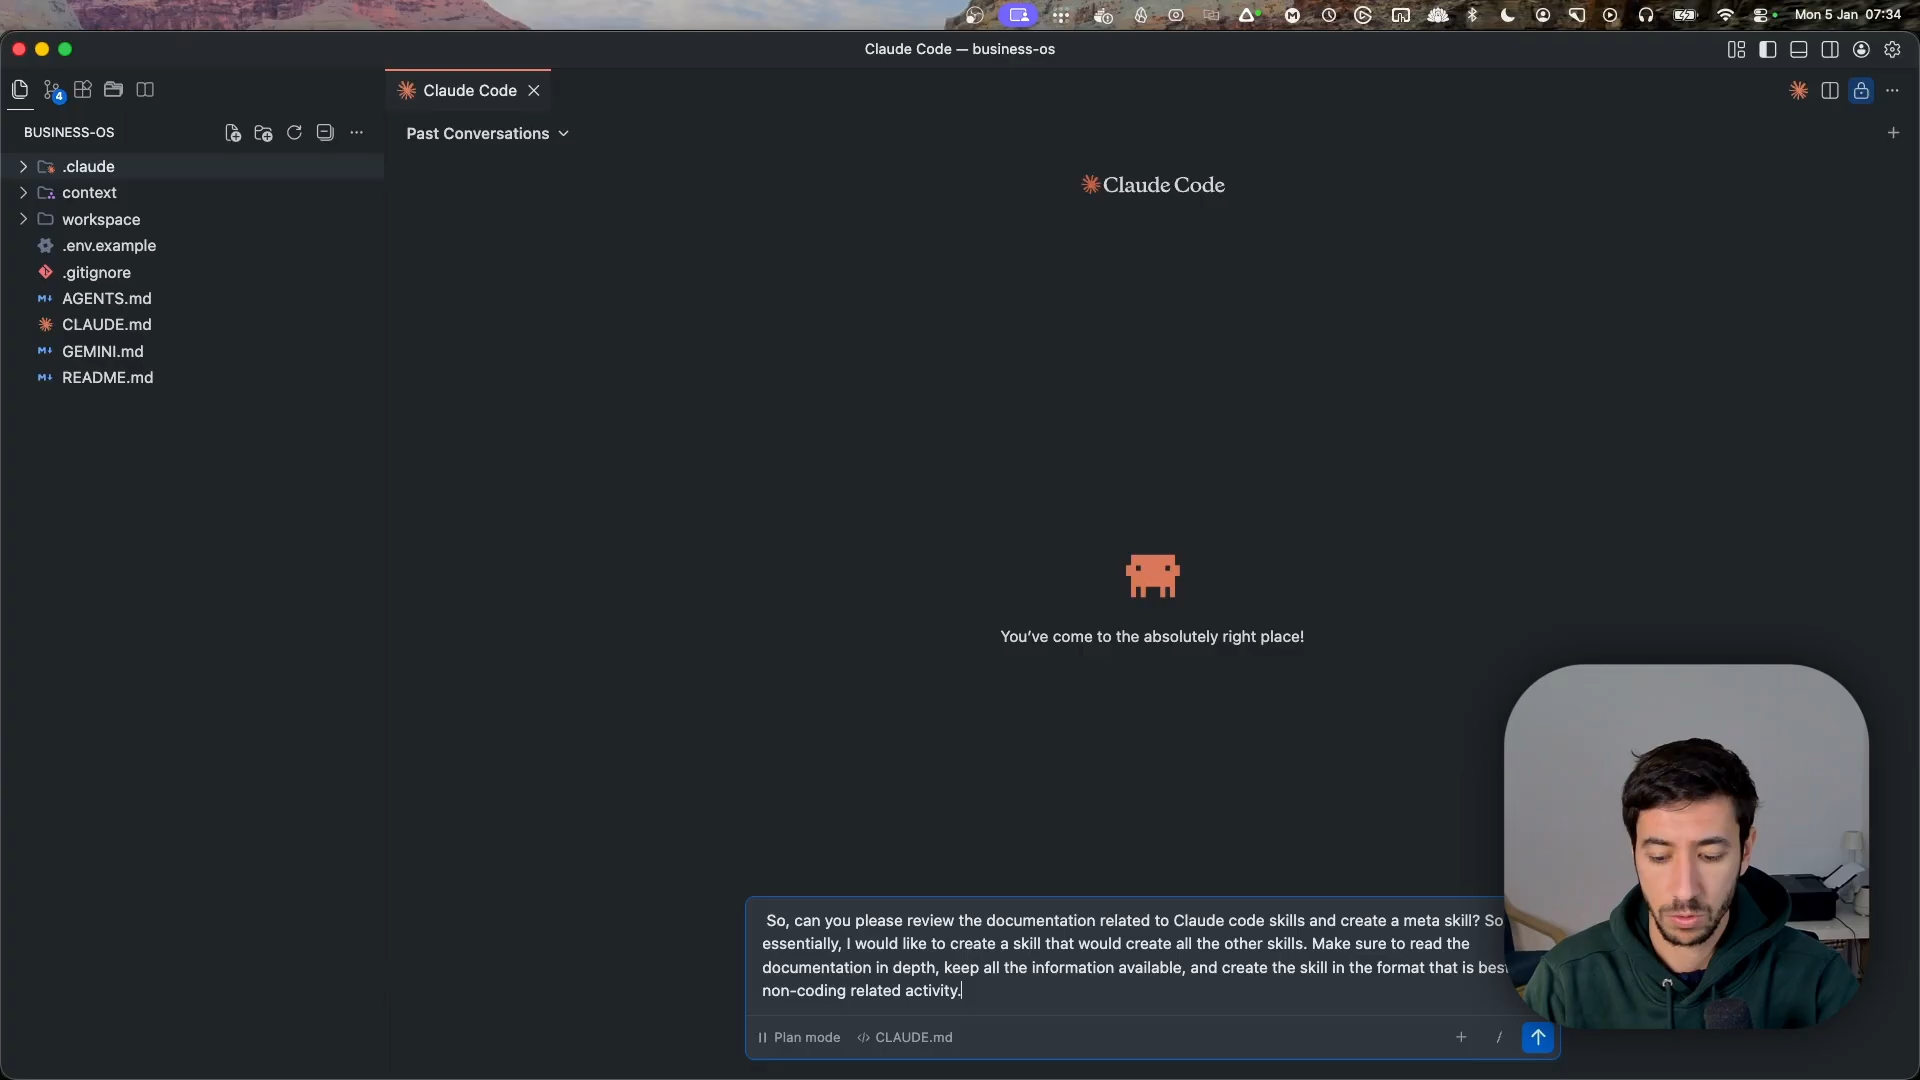 Mon 5 Jan 07:34
Claude Code — business-os
4
Claude Code
BUSINESS-OS
Past Conversations
.claude
context
workspace
.env.example
.gitignore
AGENTS.md
CLAUDE.md
GEMINI.md
README.md
Claude Code
You've come to the absolutely right place!
So, can you please review the documentation related to Claude code skills and create a meta skill? So
essentially, I would like to create a skill that would create all the other skills. Make sure to read the
documentation in depth, keep all the information available, and create the skill in the format that is
non-coding related activity.
Plan mode </> CLAUDE.md
/